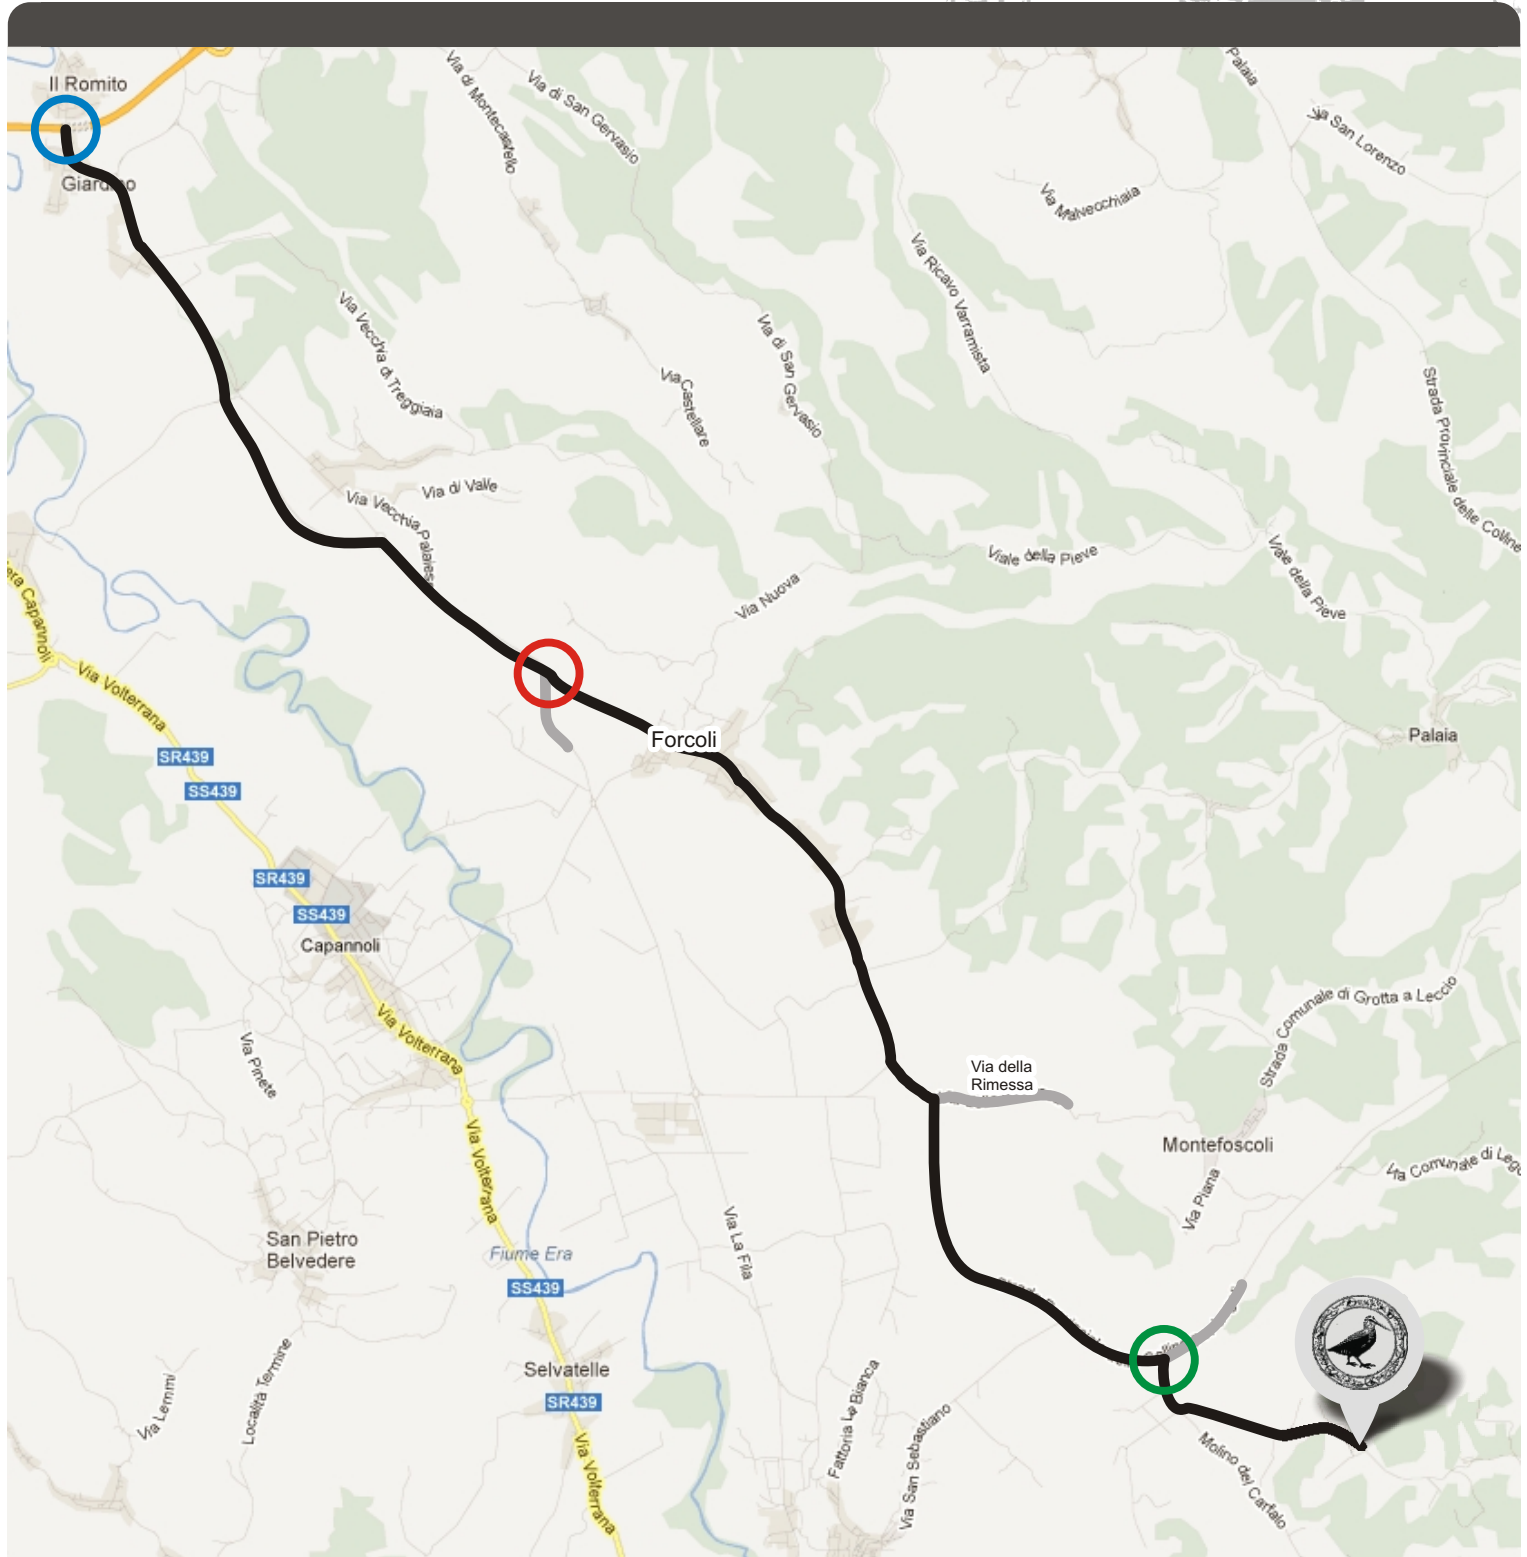 Il Romito
Via di Montecastello
Via di San Gervasio
Palaia
Via San Lorenzo
Giardino
Via Malvecchiaia
Via Ricavo Varramista
Via Vecchia di Treggiaia
Via di San Gervasio
Via Castellare
Strada Provinciale delle Colline
Via di Valle
Via Vecchia Palaiese
Viale della Pieve
Viale della Pieve
Via Nuova
era Capannoli
Via Volterrana
Forcoli
Palaia
SR439
SS439
SR439
SS439
Capannoli
Strada Comunale di Grotta a Leccio
Via Volterrana
Via Pinete
Via della
Rimessa
Montefoscoli
Via Volterrana
Via Comunale di Lego
Via Piana
Via La Fila
San Pietro
Belvedere
Fiume Era
SS439
Selvatelle
SR439
Via Lemmi
Località Termine
Fattoria La Bianca
Via San Sebastiano
Via Volterrana
Molino del Carfalo